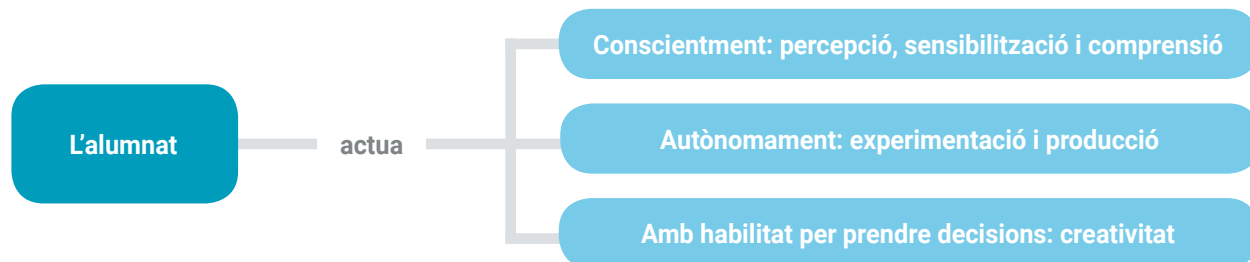 L’alumnat
actua
Conscientment: percepció, sensibilització i comprensió
Autònomament: experimentació i producció
Amb habilitat per prendre decisions: creativitat